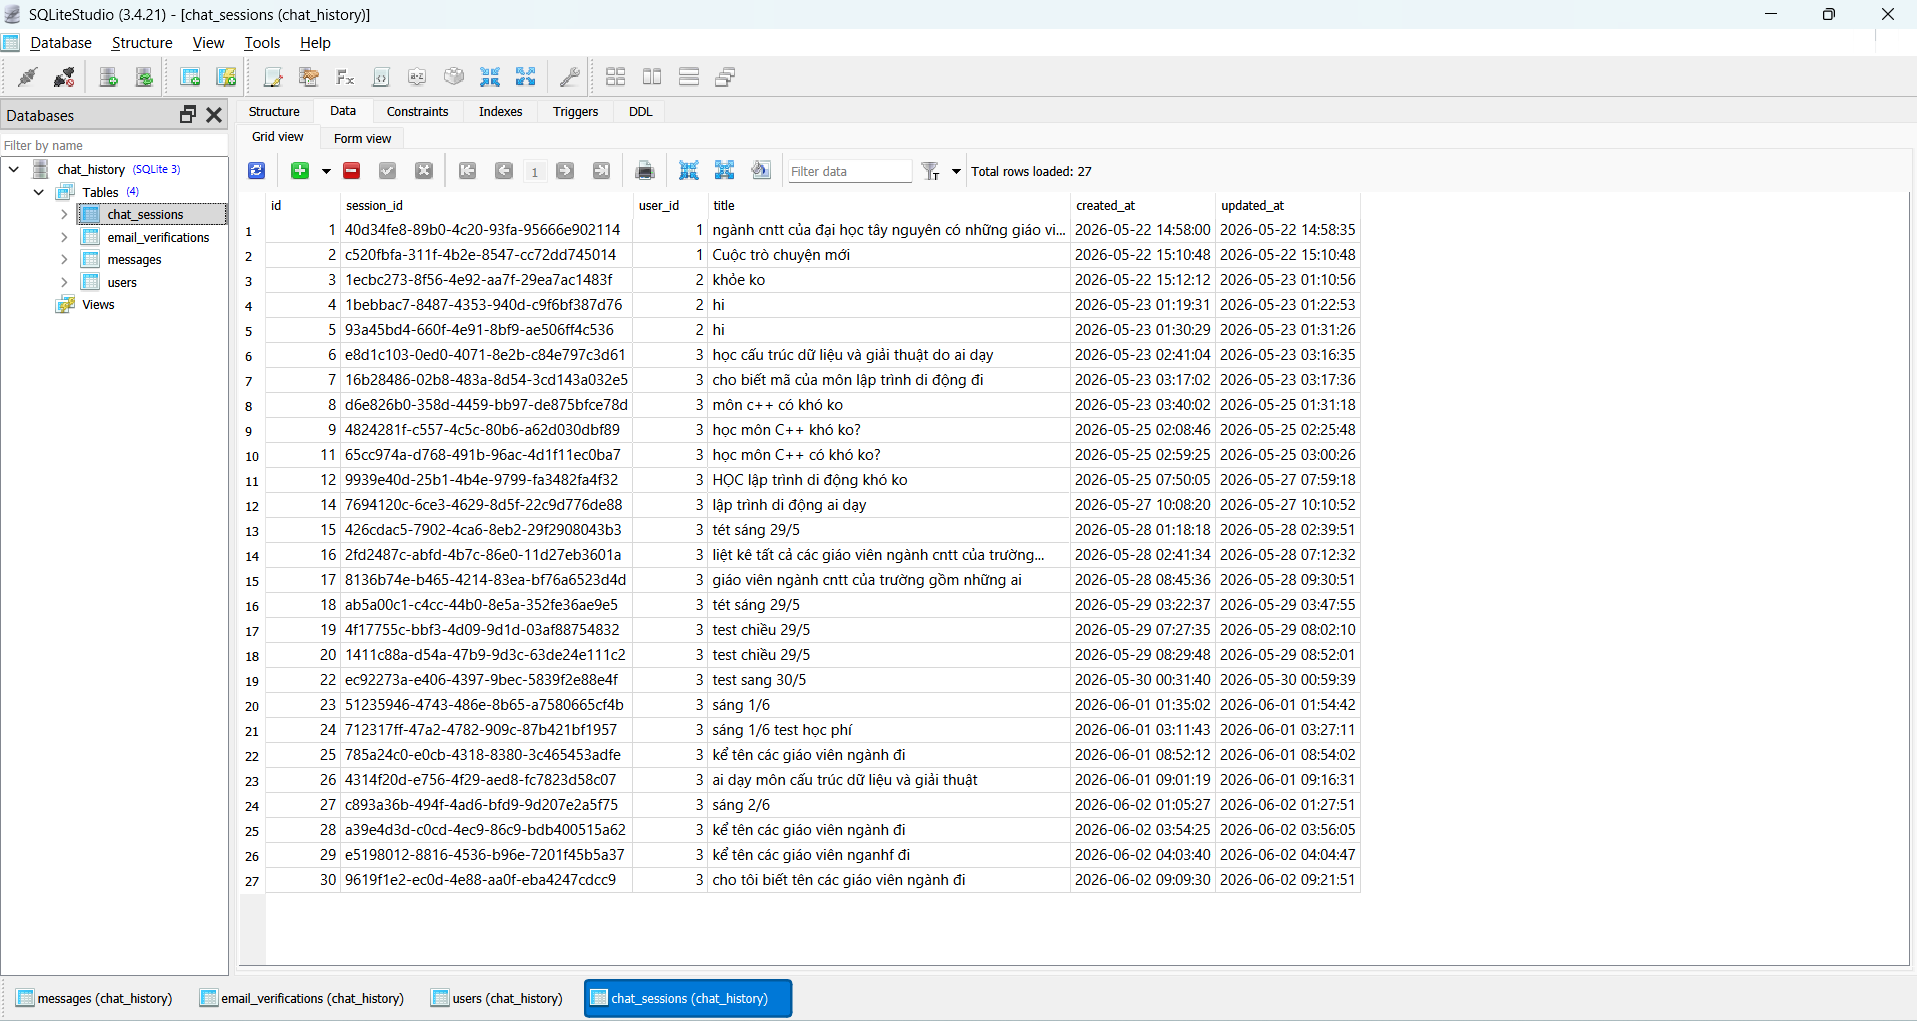 SQLiteStudio (3.4.21) - [chat_sessions (chat_history)]
Database Structure View Tools Help
Databases
Filter by name
chat_history (SQLite 3)
Tables (4)
chat_sessions
email_verifications
messages
users
Views
Structure Data Constraints Indexes Triggers DDL
Grid view Form view
1 Filter data Total rows loaded: 27
id session_id user_id title created_at updated_at
1 1 40d34fe8-89b0-4c20-93fa-95666e902114 1 ngành cntt của đại học tây nguyên có những giáo vi... 2026-05-22 14:58:00 2026-05-22 14:58:35
2 2 c520fbfa-311f-4b2e-8547-cc72dd745014 1 Cuộc trò chuyện mới 2026-05-22 15:10:48 2026-05-22 15:10:48
3 3 1ecbc273-8f56-4e92-aa7f-29ea7ac1483f 2 khỏe ko 2026-05-22 15:12:12 2026-05-23 01:10:56
4 4 1bebbac7-8487-4353-940d-c9f6bf387d76 2 hi 2026-05-23 01:19:31 2026-05-23 01:22:53
5 5 93a45bd4-660f-4e91-8bf9-ae506ff4c536 2 hi 2026-05-23 01:30:29 2026-05-23 01:31:26
6 6 e8d1c103-0ed0-4071-8e2b-c84e797c3d61 3 học cấu trúc dữ liệu và giải thuật do ai dạy 2026-05-23 02:41:04 2026-05-23 03:16:35
7 7 16b28486-02b8-483a-8d54-3cd143a032e5 3 cho biết mã của môn lập trình di động đi 2026-05-23 03:17:02 2026-05-23 03:17:36
8 8 d6e826b0-358d-4459-bb97-de875bfce78d 3 môn c++ có khó ko 2026-05-23 03:40:02 2026-05-25 01:31:18
9 9 4824281f-c557-4c5c-80b6-a62d030dbf89 3 học môn C++ khó ko? 2026-05-25 02:08:46 2026-05-25 02:25:48
10 11 65cc974a-d768-491b-96ac-4d1f11ec0ba7 3 học môn C++ có khó ko? 2026-05-25 02:59:25 2026-05-25 03:00:26
11 12 9939e40d-25b1-4b4e-9799-fa3482fa4f32 3 HỌC lập trình di động khó ko 2026-05-25 07:50:05 2026-05-27 07:59:18
12 14 7694120c-6ce3-4629-8d5f-22c9d776de88 3 lập trình di động ai dạy 2026-05-27 10:08:20 2026-05-27 10:10:52
13 15 426cdac5-7902-4ca6-8eb2-29f2908043b3 3 tét sáng 29/5 2026-05-28 01:18:18 2026-05-28 02:39:51
14 16 2fd2487c-abfd-4b7c-86e0-11d27eb3601a 3 liệt kê tất cả các giáo viên ngành cntt của trường... 2026-05-28 02:41:34 2026-05-28 07:12:32
15 17 8136b74e-b465-4214-83ea-bf76a6523d4d 3 giáo viên ngành cntt của trường gồm những ai 2026-05-28 08:45:36 2026-05-28 09:30:51
16 18 ab5a00c1-c4cc-44b0-8e5a-352fe36ae9e5 3 tét sáng 29/5 2026-05-29 03:22:37 2026-05-29 03:47:55
17 19 4f17755c-bbf3-4d09-9d1d-03af88754832 3 test chiều 29/5 2026-05-29 07:27:35 2026-05-29 08:02:10
18 20 1411c88a-d54a-47b9-9d3c-63de24e111c2 3 test chiều 29/5 2026-05-29 08:29:48 2026-05-29 08:52:01
19 22 ec92273a-e406-4397-9bec-5839f2e88e4f 3 test sang 30/5 2026-05-30 00:31:40 2026-05-30 00:59:39
20 23 51235946-4743-486e-8b65-a7580665cf4b 3 sáng 1/6 2026-06-01 01:35:02 2026-06-01 01:54:42
21 24 712317ff-47a2-4782-909c-87b421bf1957 3 sáng 1/6 test học phí 2026-06-01 03:11:43 2026-06-01 03:27:11
22 25 785a24c0-e0cb-4318-8380-3c465453adfe 3 kể tên các giáo viên ngành đi 2026-06-01 08:52:12 2026-06-01 08:54:02
23 26 4314f20d-e756-4f29-aed8-fc7823d58c07 3 ai dạy môn cấu trúc dữ liệu và giải thuật 2026-06-01 09:01:19 2026-06-01 09:16:31
24 27 c893a36b-494f-4ad6-bfd9-9d207e2a5f75 3 sáng 2/6 2026-06-02 01:05:27 2026-06-02 01:27:51
25 28 a39e4d3d-c0cd-4ec9-86c9-bdb400515a62 3 kể tên các giáo viên ngành đi 2026-06-02 03:54:25 2026-06-02 03:56:05
26 29 e5198012-8816-4536-b96e-7201f45b5a37 3 kể tên các giáo viên nganhf đi 2026-06-02 04:03:40 2026-06-02 04:04:47
27 30 9619f1e2-ec0d-4e88-aa0f-eba4247cdcc9 3 cho tôi biết tên các giáo viên ngành đi 2026-06-02 09:09:30 2026-06-02 09:21:51
messages (chat_history) email_verifications (chat_history) users (chat_history) chat_sessions (chat_history)